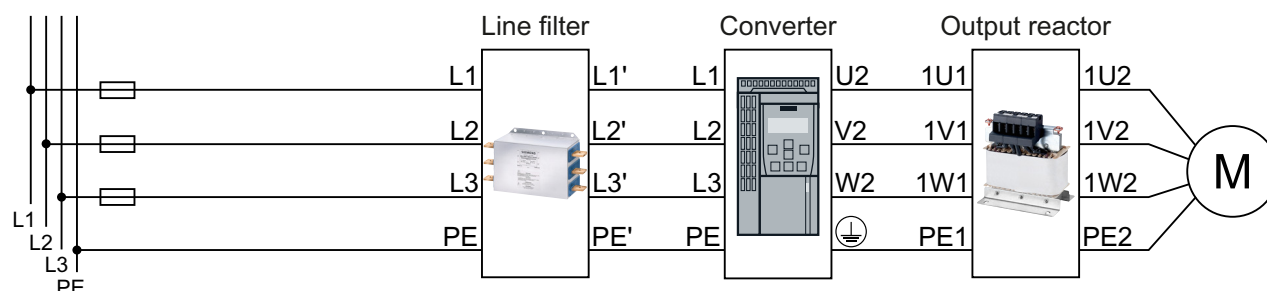 Line filter Converter Output reactor
L1 L1' L1 U2 1U1 1U2
L2 L2' L2 V2 1V1 1V2
M
L3 L3' L3 W2 1W1 1W2
L1
PE PE' PE PE1 PE2
L2
L3
PE